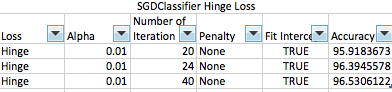 SGDClassifier Hinge Loss
Loss Alpha Number of Iteration Penalty Fit Interce Accuracy
Hinge 0.01 20 None TRUE 95.9183673
Hinge 0.01 24 None TRUE 96.3945578
Hinge 0.01 40 None TRUE 96.5306122